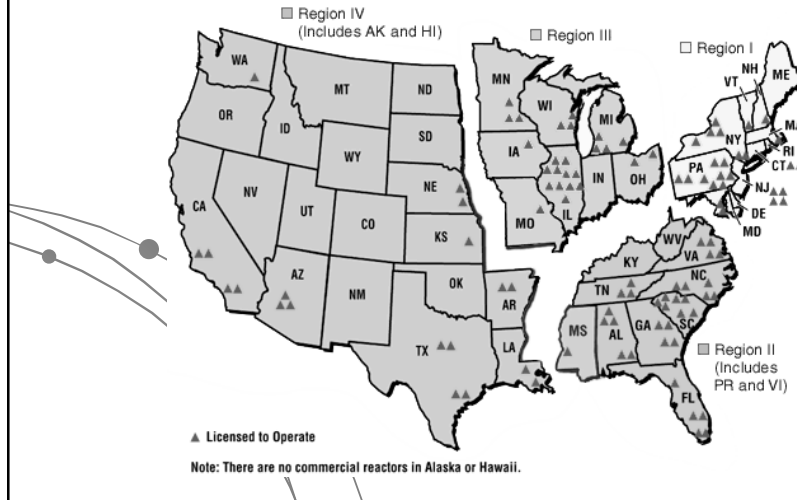 Region IV
(Includes AK and HI)
Region III
Region I
WA
MT
ND
MN
WI
MI
VT
NH
ME
OR
ID
SD
WY
IA
NY
MA
RI
CT
NV
NE
PA
NJ
CA
UT
CO
KS
MO
IL
IN
OH
DE
MD
WV
VA
KY
AZ
NM
OK
AR
TN
NC
SC
TX
LA
MS
AL
GA
FL
Region II
(Includes
PR and VI)
Licensed to Operate
Note: There are no commercial reactors in Alaska or Hawaii.